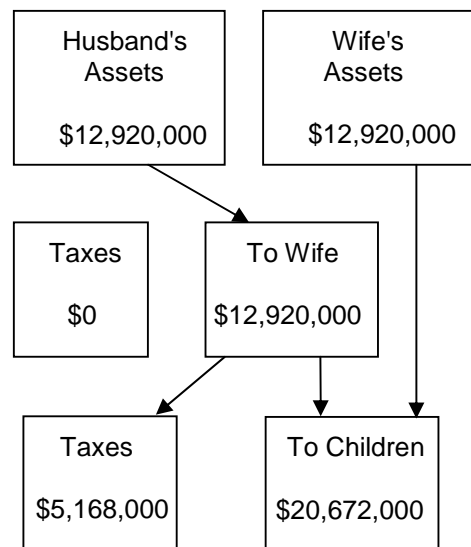 Husband's
Assets
$12,920,000
Wife's
Assets
$12,920,000
Taxes
$0
To Wife
$12,920,000
Taxes
$5,168,000
To Children
$20,672,000